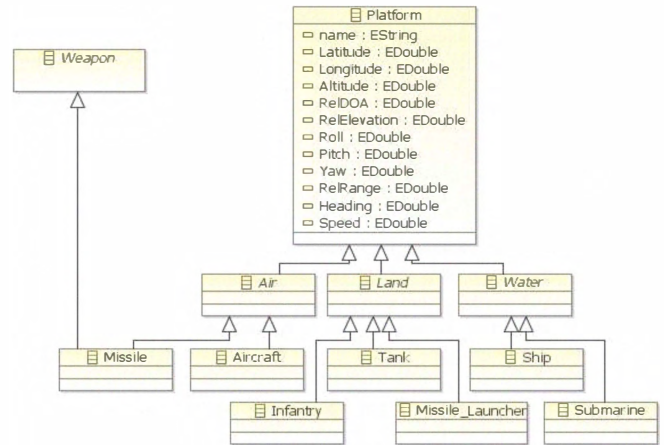 Platform
name : EString
Latitude : EDouble
Longitude : EDouble
Altitude : EDouble
RelDOA : EDouble
RelElevation : EDouble
Roll : EDouble
Pitch : EDouble
Yaw : EDouble
RelRange : EDouble
Heading : EDouble
Speed : EDouble
Weapon
Air
Land
Water
Missile
Aircraft
Tank
Ship
Infantry
Missile_Launcher
Submarine